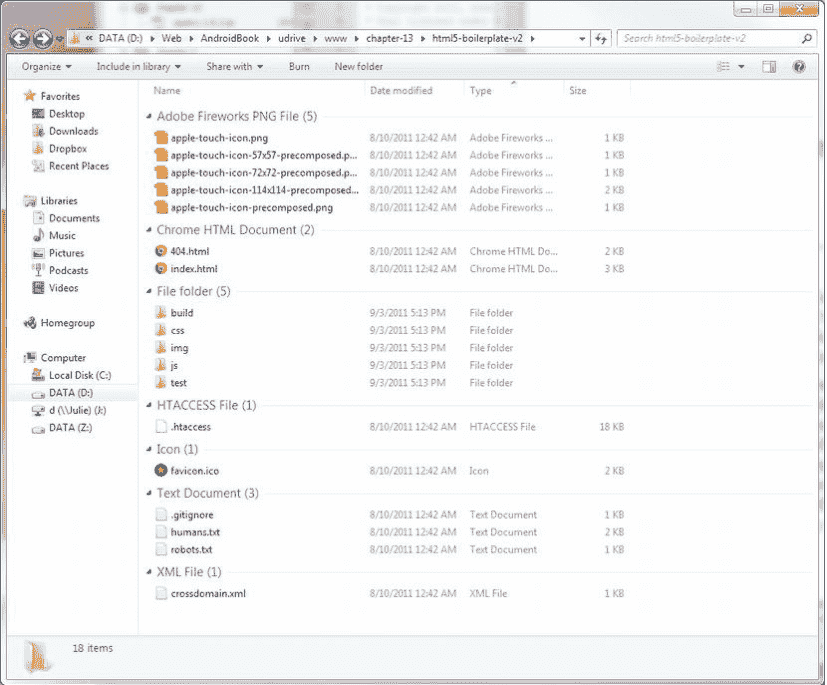 « DATA (D:) ▸ Web ▸ AndroidBook ▸ udrive ▸ www ▸ chapter-13 ▸ html5-boilerplate-v2 ▸ Search html5-boilerplate-v2
Organize Include in library Share with Burn New folder
Favorites
Desktop
Downloads
Dropbox
Recent Places
Libraries
Documents
Music
Pictures
Podcasts
Videos
Homegroup
Computer
Local Disk (C:)
DATA (D:)
d (\\Julie) (J:)
DATA (Z:)
Name Date modified Type Size
Adobe Fireworks PNG File (5)
apple-touch-icon.png 8/10/2011 12:42 AM Adobe Fireworks ... 1 KB
apple-touch-icon-57x57-precomposed.p... 8/10/2011 12:42 AM Adobe Fireworks ... 1 KB
apple-touch-icon-72x72-precomposed.p... 8/10/2011 12:42 AM Adobe Fireworks ... 1 KB
apple-touch-icon-114x114-precomposed... 8/10/2011 12:42 AM Adobe Fireworks ... 2 KB
apple-touch-icon-precomposed.png 8/10/2011 12:42 AM Adobe Fireworks ... 1 KB
Chrome HTML Document (2)
404.html 8/10/2011 12:42 AM Chrome HTML Do... 2 KB
index.html 8/10/2011 12:42 AM Chrome HTML Do... 3 KB
File folder (5)
build 9/3/2011 5:13 PM File folder
css 9/3/2011 5:13 PM File folder
img 9/3/2011 5:13 PM File folder
js 9/3/2011 5:13 PM File folder
test 9/3/2011 5:13 PM File folder
HTACCESS File (1)
.htaccess 8/10/2011 12:42 AM HTACCESS File 18 KB
Icon (1)
favicon.ico 8/10/2011 12:42 AM Icon 2 KB
Text Document (3)
.gitignore 8/10/2011 12:42 AM Text Document 1 KB
humans.txt 8/10/2011 12:42 AM Text Document 2 KB
robots.txt 8/10/2011 12:42 AM Text Document 1 KB
XML File (1)
crossdomain.xml 8/10/2011 12:42 AM XML File 1 KB
18 items